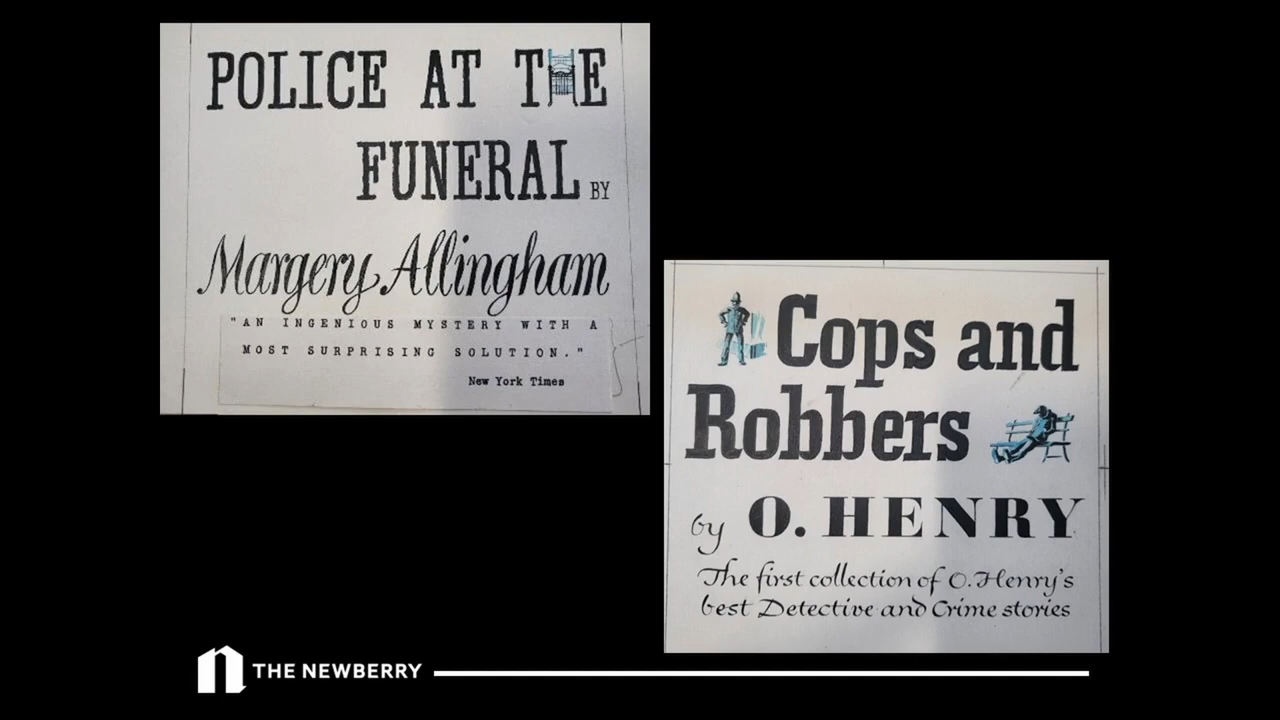 POLICE AT THE
FUNERAL BY
Margery Allingham
"AN INGENIOUS MYSTERY WITH A
MOST SURPRISING SOLUTION."
New York Times
Cops and
Robbers
by O. HENRY
The first collection of O. Henry's
best Detective and Crime stories
n THE NEWBERRY